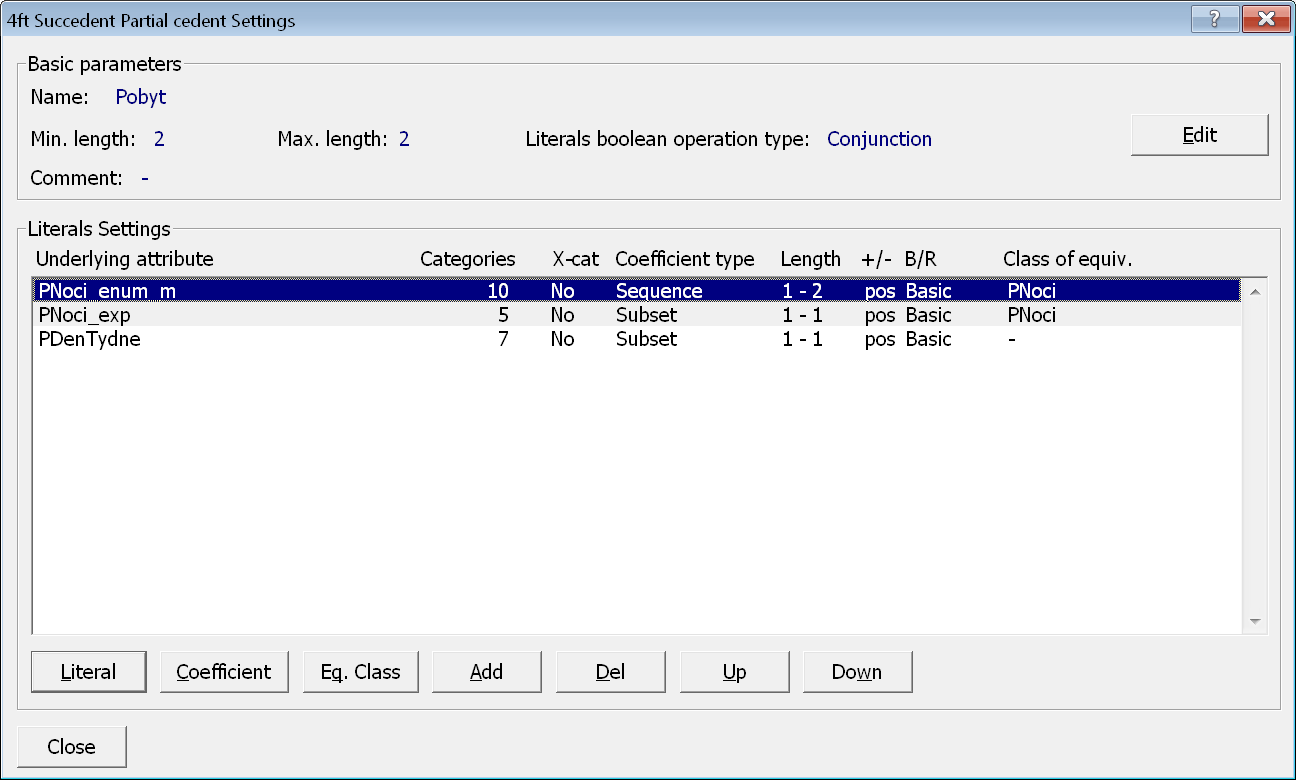 4ft Succedent Partial cedent Settings ?
Basic parameters
Name: Pobyt
Min. length: 2 Max. length: 2 Literals boolean operation type: Conjunction Edit
Comment: -
Literals Settings
Underlying attribute Categories X-cat Coefficient type Length +/- B/R Class of equiv.
PNoci_enum_m 10 No Sequence 1 - 2 pos Basic PNoci
PNoci_exp 5 No Subset 1 - 1 pos Basic PNoci
PDenTydne 7 No Subset 1 - 1 pos Basic -
Literal Coefficient Eq. Class Add Del Up Down
Close